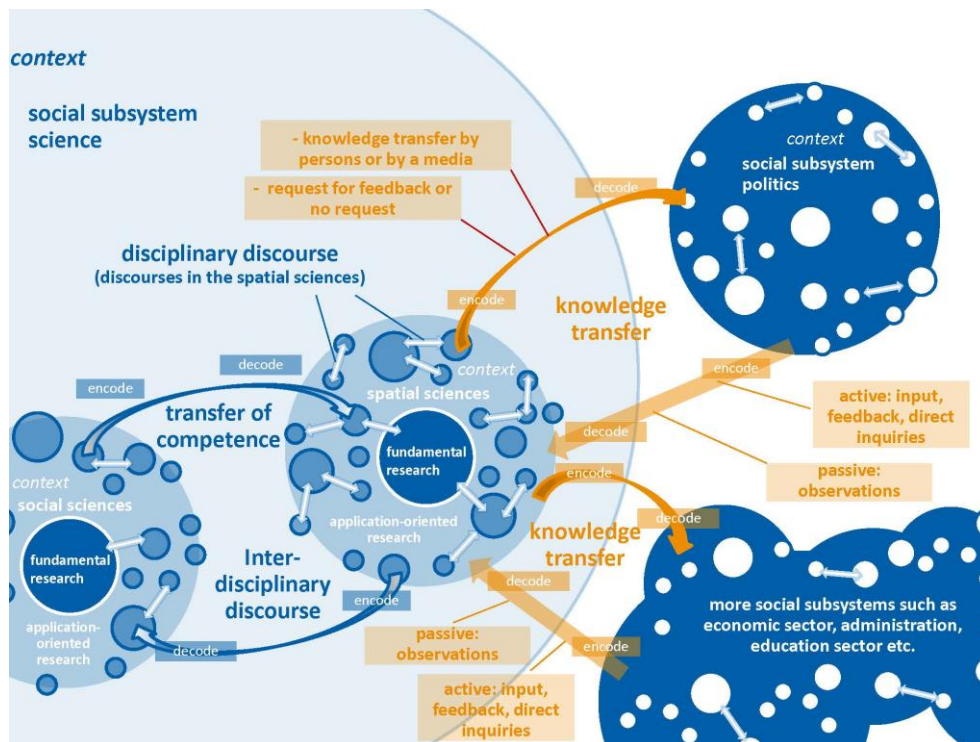 context
social subsystem
science
- knowledge transfer by
persons or by a media
- request for feedback or
no request
decode
context
social subsystem
politics
disciplinary discourse
(discourses in the spatial sciences)
encode
knowledge
transfer
encode
decode
context
spatial sciences
encode
transfer of
competence
fundamental
research
decode
active: input,
feedback, direct
inquiries
encode
passive:
observations
context
social sciences
application-oriented
research
knowledge
transfer
decode
fundamental
research
Inter-
disciplinary
discourse
encode
decode
more social subsystems such as
economic sector, administration,
education sector etc.
application-
oriented
research
decode
passive:
observations
encode
active: input,
feedback, direct
inquiries